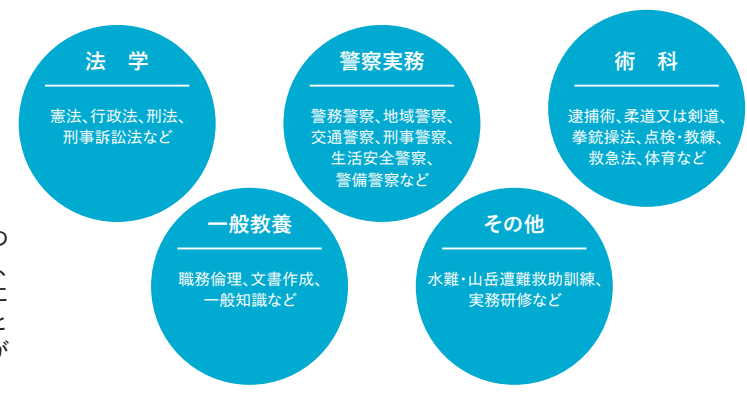 法　学
憲法、行政法、刑法、
刑事訴訟法など
警察実務
警務警察、地域警察、
交通警察、刑事警察、
生活安全警察、
警備警察など
術　科
逮捕術、柔道又は剣道、
拳銃操法、点検・教練、
救急法、体育など
一般教養
職務倫理、文書作成、
一般知識など
その他
水難・山岳遭難救助訓練、
実務研修など
つ
、
に
と
が